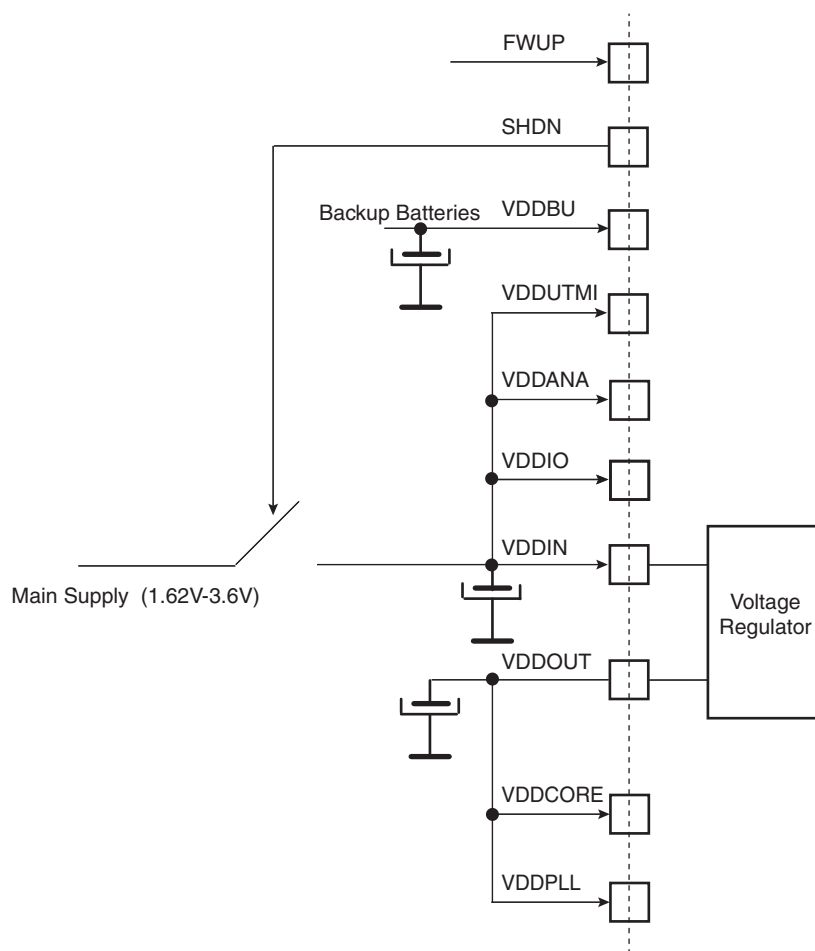 FWUP
SHDN
Backup Batteries
VDDBU
VDDUTMI
VDDANA
VDDIO
VDDIN
Main Supply (1.62V-3.6V)
Voltage
Regulator
VDDOUT
VDDCORE
VDDPLL